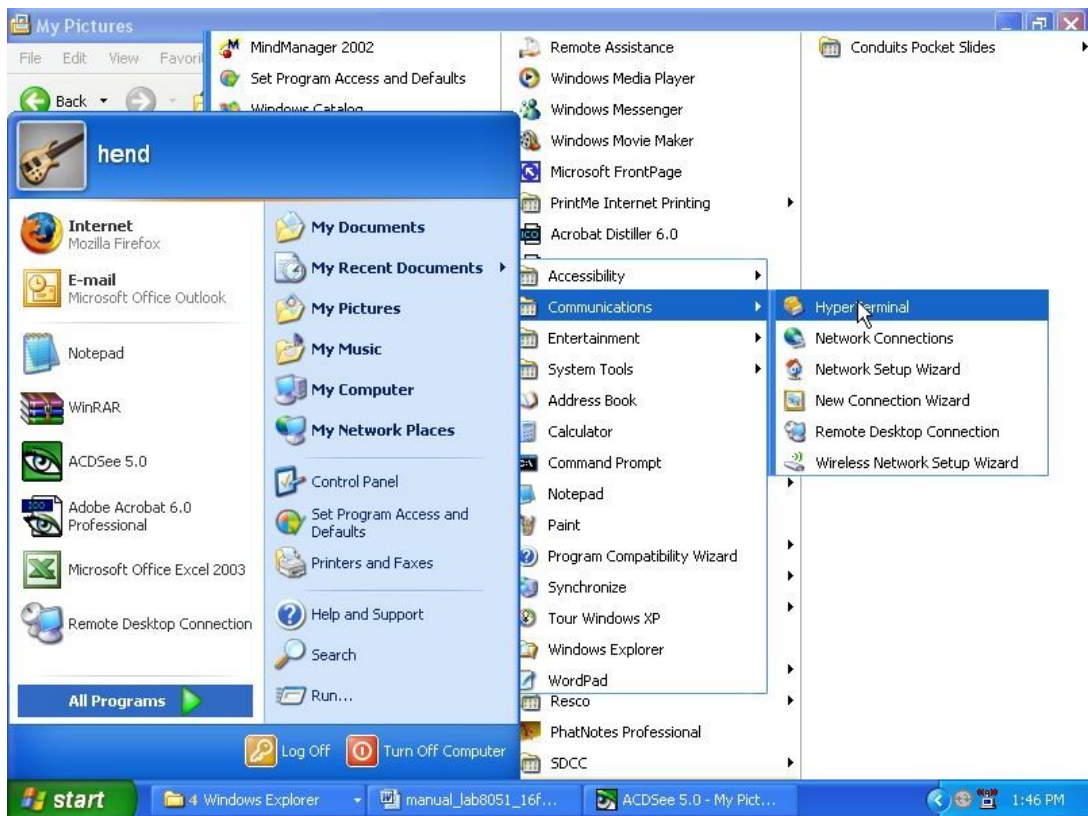 My Pictures
File Edit View Favori
Back
MindManager 2002
Set Program Access and Defaults
Windows Catalog
Remote Assistance
Windows Media Player
Windows Messenger
Windows Movie Maker
Microsoft FrontPage
PrintMe Internet Printing
Acrobat Distiller 6.0
Conduits Pocket Slides
hend
Internet
Mozilla Firefox
E-mail
Microsoft Office Outlook
Notepad
WinRAR
ACDSee 5.0
Adobe Acrobat 6.0
Professional
Microsoft Office Excel 2003
Remote Desktop Connection
All Programs
My Documents
My Recent Documents
My Pictures
My Music
My Computer
My Network Places
Control Panel
Set Program Access and
Defaults
Printers and Faxes
Help and Support
Search
Run...
Accessibility
Communications
Entertainment
System Tools
Address Book
Calculator
Command Prompt
Notepad
Paint
Program Compatibility Wizard
Synchronize
Tour Windows XP
Windows Explorer
WordPad
Resco
PhatNotes Professional
SDCC
HyperTerminal
Network Connections
Network Setup Wizard
New Connection Wizard
Remote Desktop Connection
Wireless Network Setup Wizard
Log Off
Turn Off Computer
start
4 Windows Explorer
manual_lab8051_16f...
ACDSee 5.0 - My Pict...
1:46 PM